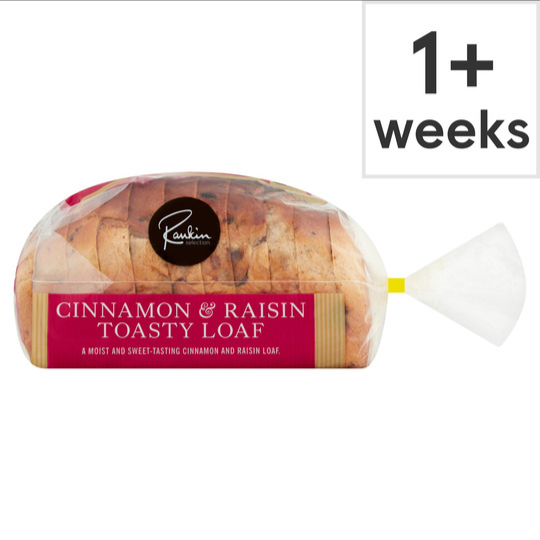 1+
weeks
Rankin
selection
CINNAMON & RAISIN
TOASTY LOAF
A MOIST AND SWEET-TASTING CINNAMON AND RAISIN LOAF.